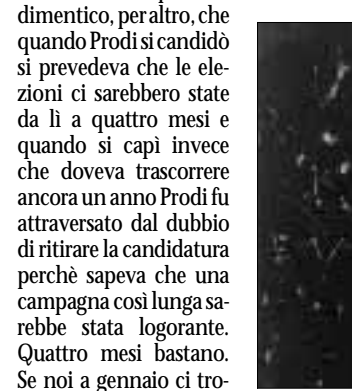 dimentico, per altro, che
quando Prodi si candidò
si prevedeva che le ele-
zioni ci sarebbero state
da lì a quattro mesi e
quando si capì invece
che doveva trascorrere
ancora un anno Prodi fu
attraversato dal dubbio
di ritirare la candidatura
perchè sapeva che una
campagna così lunga sa-
rebbe stata logorante.
Quattro mesi bastano.
Se noi a gennaio ci tro-